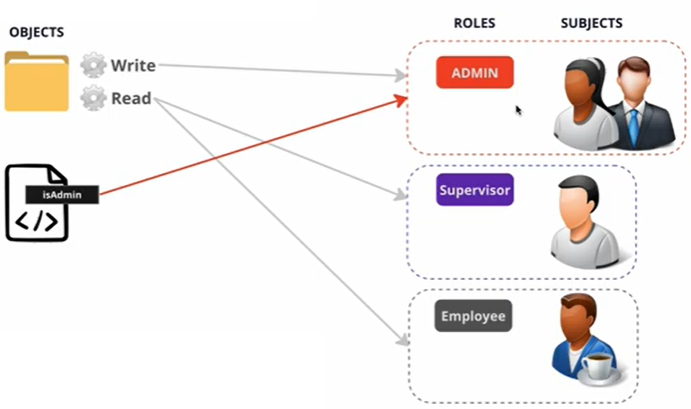 OBJECTS
ROLES
SUBJECTS
Write
Read
isAdmin
</>
ADMIN
Supervisor
Employee